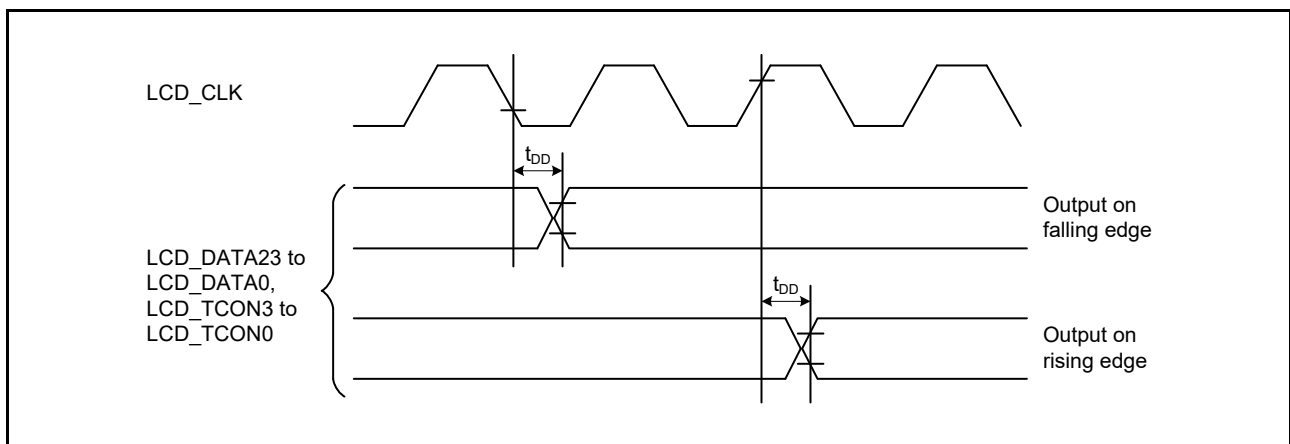 LCD_CLK
tDD
Output on
falling edge
LCD_DATA23 to
LCD_DATA0,
LCD_TCON3 to
LCD_TCON0
tDD
Output on
rising edge